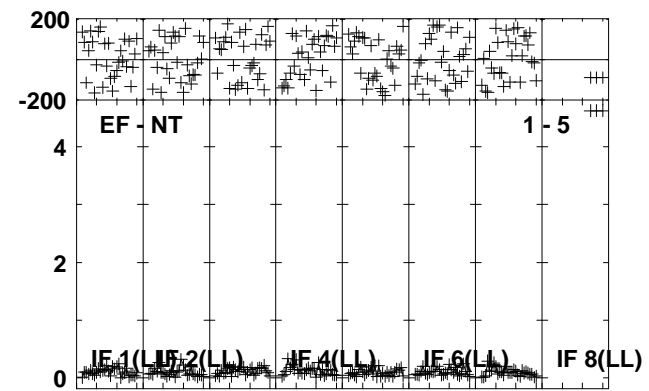 200
-200
EF - NT 1 - 5
4
2
IF 1(LL) IF 2(LL) IF 4(LL) IF 6(LL) IF 8(LL)
0